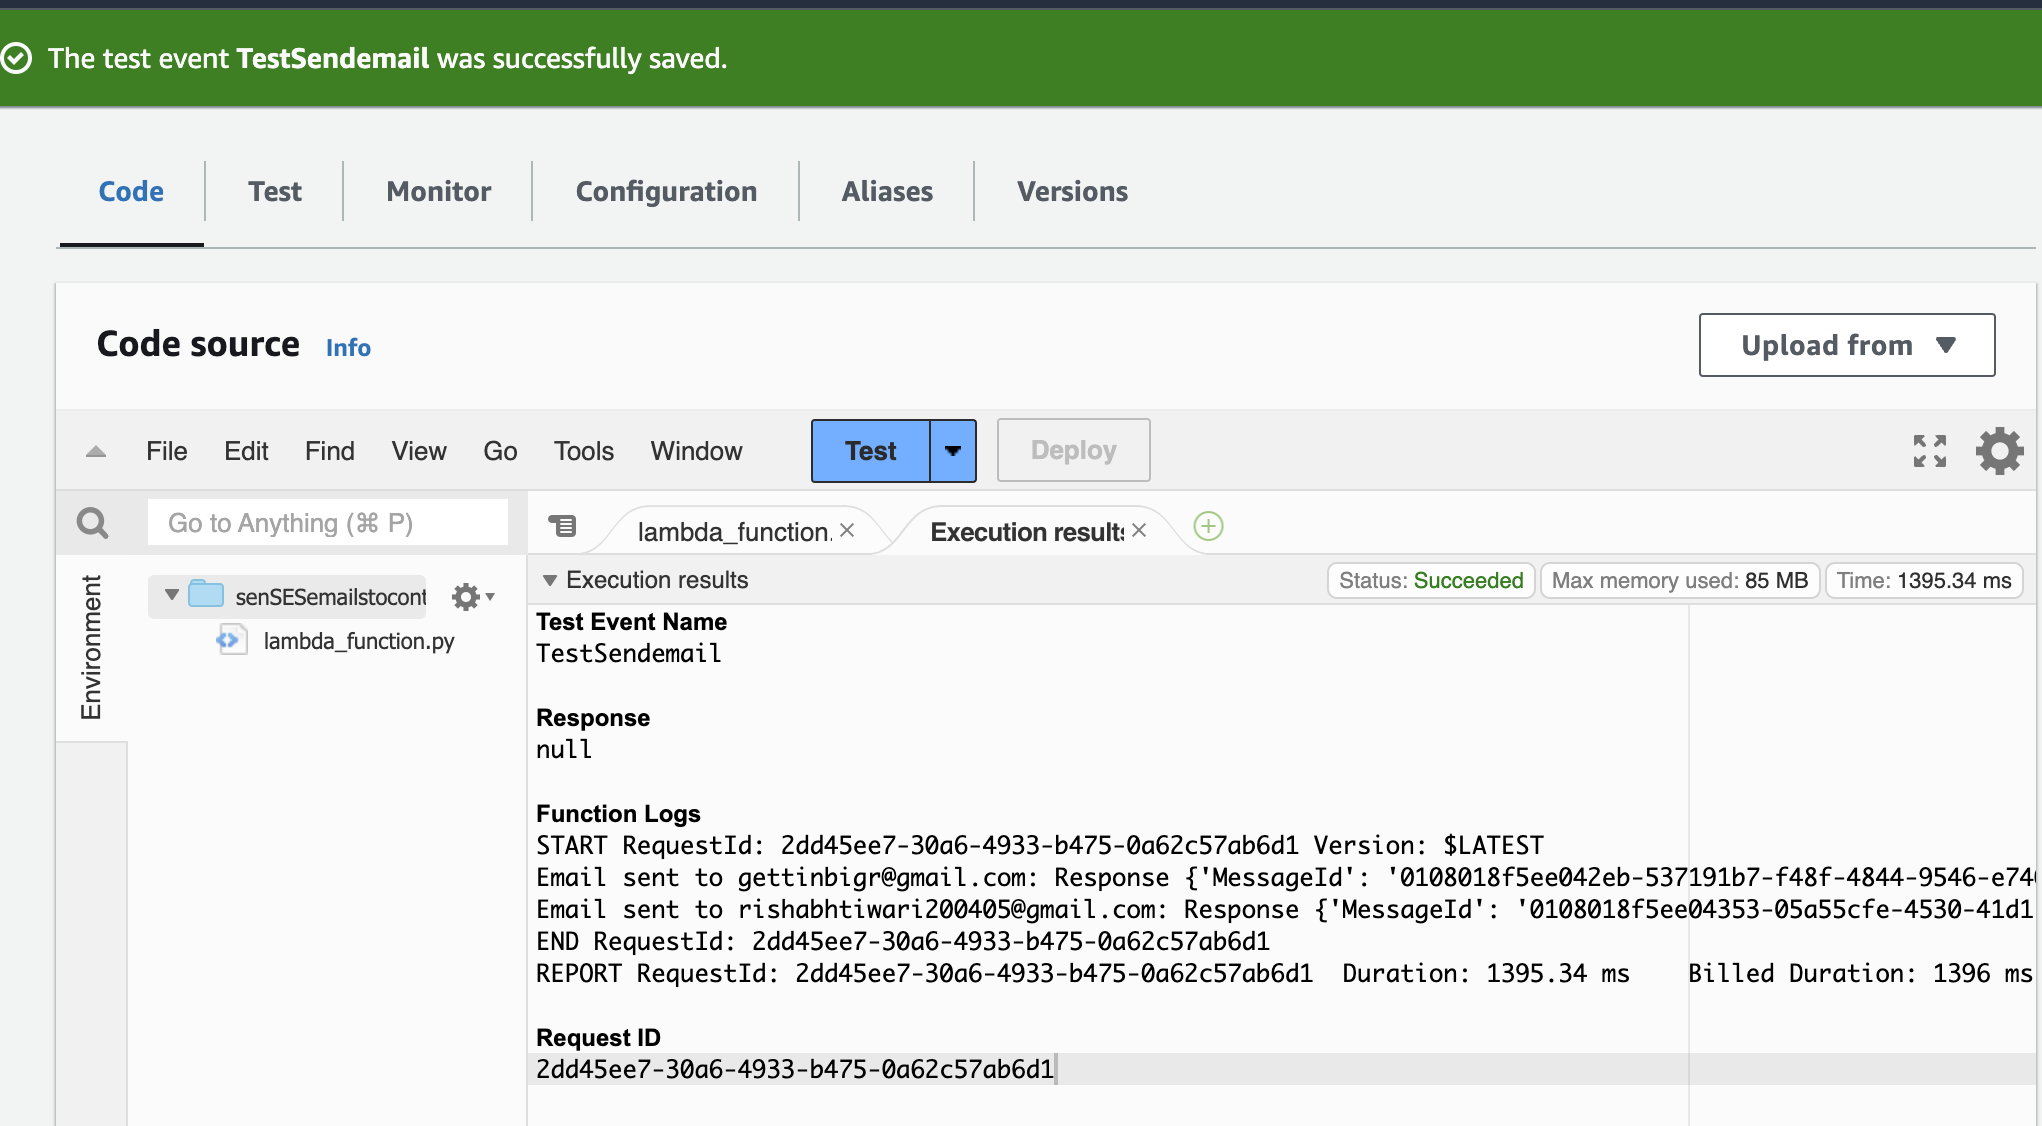 The test event TestSendemail was successfully saved.
Code Test Monitor Configuration Aliases Versions
Code source Info Upload from
File Edit Find View Go Tools Window Test Deploy
Go to Anything (⌘ P) lambda_function. Execution results
Execution results Status: Succeeded Max memory used: 85 MB Time: 1395.34 ms
Environment
senSESemailstocont
lambda_function.py
Test Event Name
TestSendemail
Response
null
Function Logs
START RequestId: 2dd45ee7-30a6-4933-b475-0a62c57ab6d1 Version: $LATEST
Email sent to gettinbigr@gmail.com: Response {'MessageId': '0108018f5ee042eb-537191b7-f48f-4844-9546-e74
Email sent to rishabhtiwari200405@gmail.com: Response {'MessageId': '0108018f5ee04353-05a55cfe-4530-41d1
END RequestId: 2dd45ee7-30a6-4933-b475-0a62c57ab6d1
REPORT RequestId: 2dd45ee7-30a6-4933-b475-0a62c57ab6d1 Duration: 1395.34 ms Billed Duration: 1396 ms
Request ID
2dd45ee7-30a6-4933-b475-0a62c57ab6d1